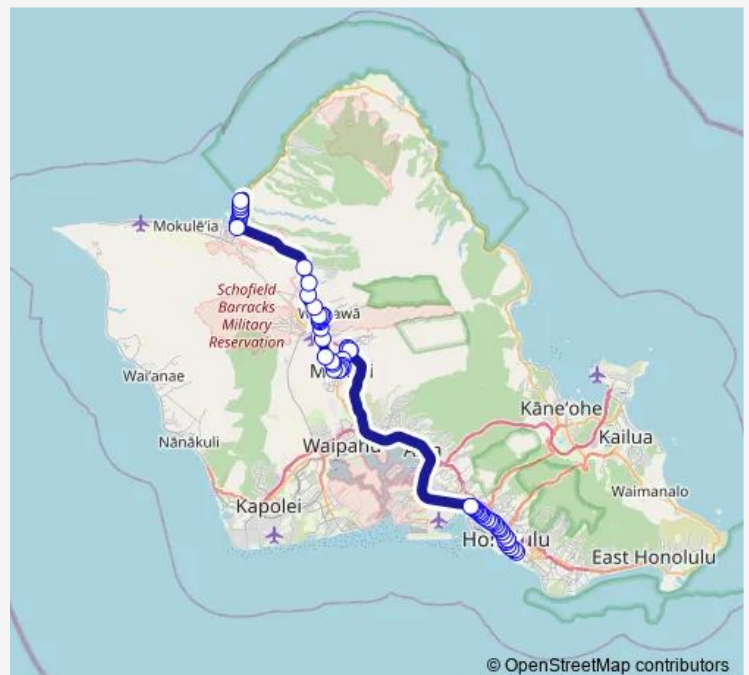 Mokulē'ia
Schofield
Barracks
Military
Reservation
Wai'anae
Nānākuli
Kāne'ohe
Kailua
Waipahu
Waimanalo
Kapolei
East Honolulu
© OpenStreetMap contributors